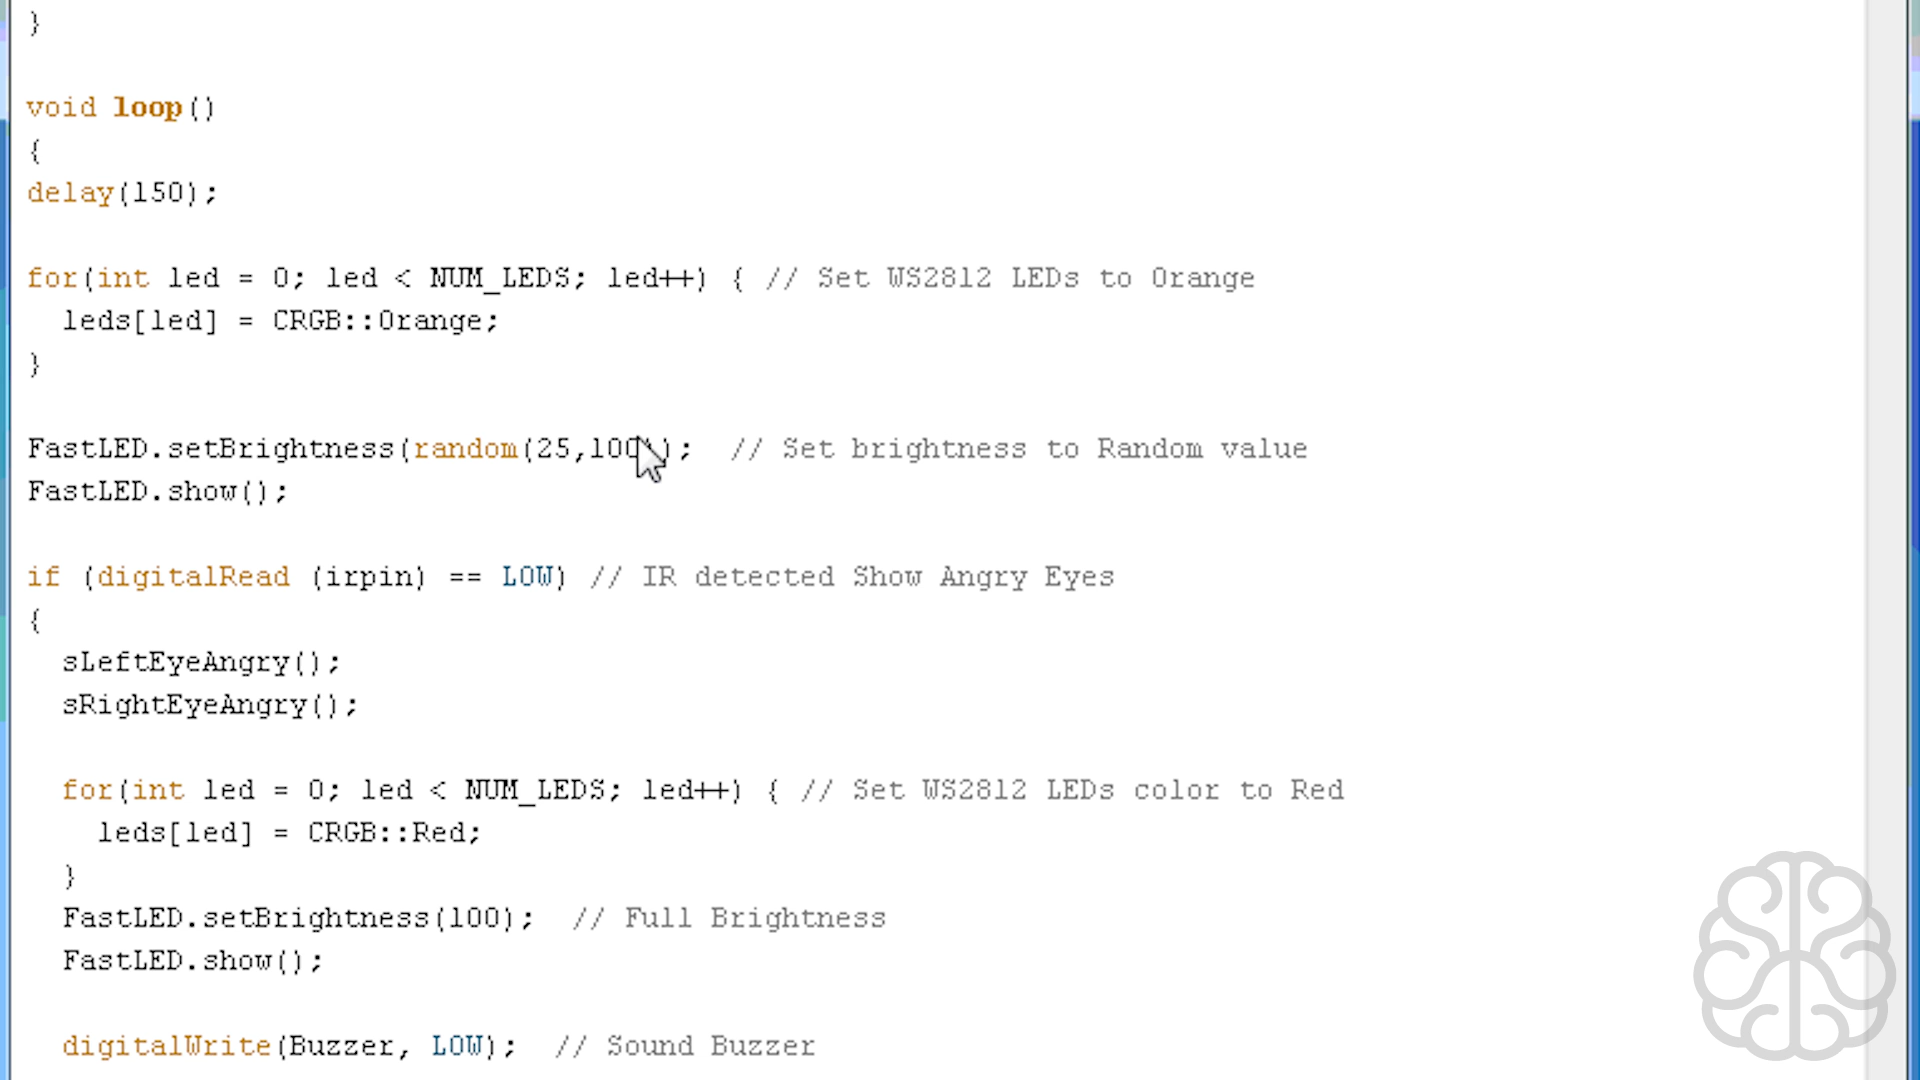 }
void loop()
{
delay(150);
for(int led = 0; led < NUM_LEDS; led++) { // Set WS2812 LEDs to Orange
leds[led] = CRGB::Orange;
}
FastLED.setBrightness(random(25,100)); // Set brightness to Random value
FastLED.show();
if (digitalRead (irpin) == LOW) // IR detected Show Angry Eyes
{
sLeftEyeAngry();
sRightEyeAngry();
for(int led = 0; led < NUM_LEDS; led++) { // Set WS2812 LEDs color to Red
leds[led] = CRGB::Red;
}
FastLED.setBrightness(100); // Full Brightness
FastLED.show();
digitalWrite(Buzzer, LOW); // Sound Buzzer